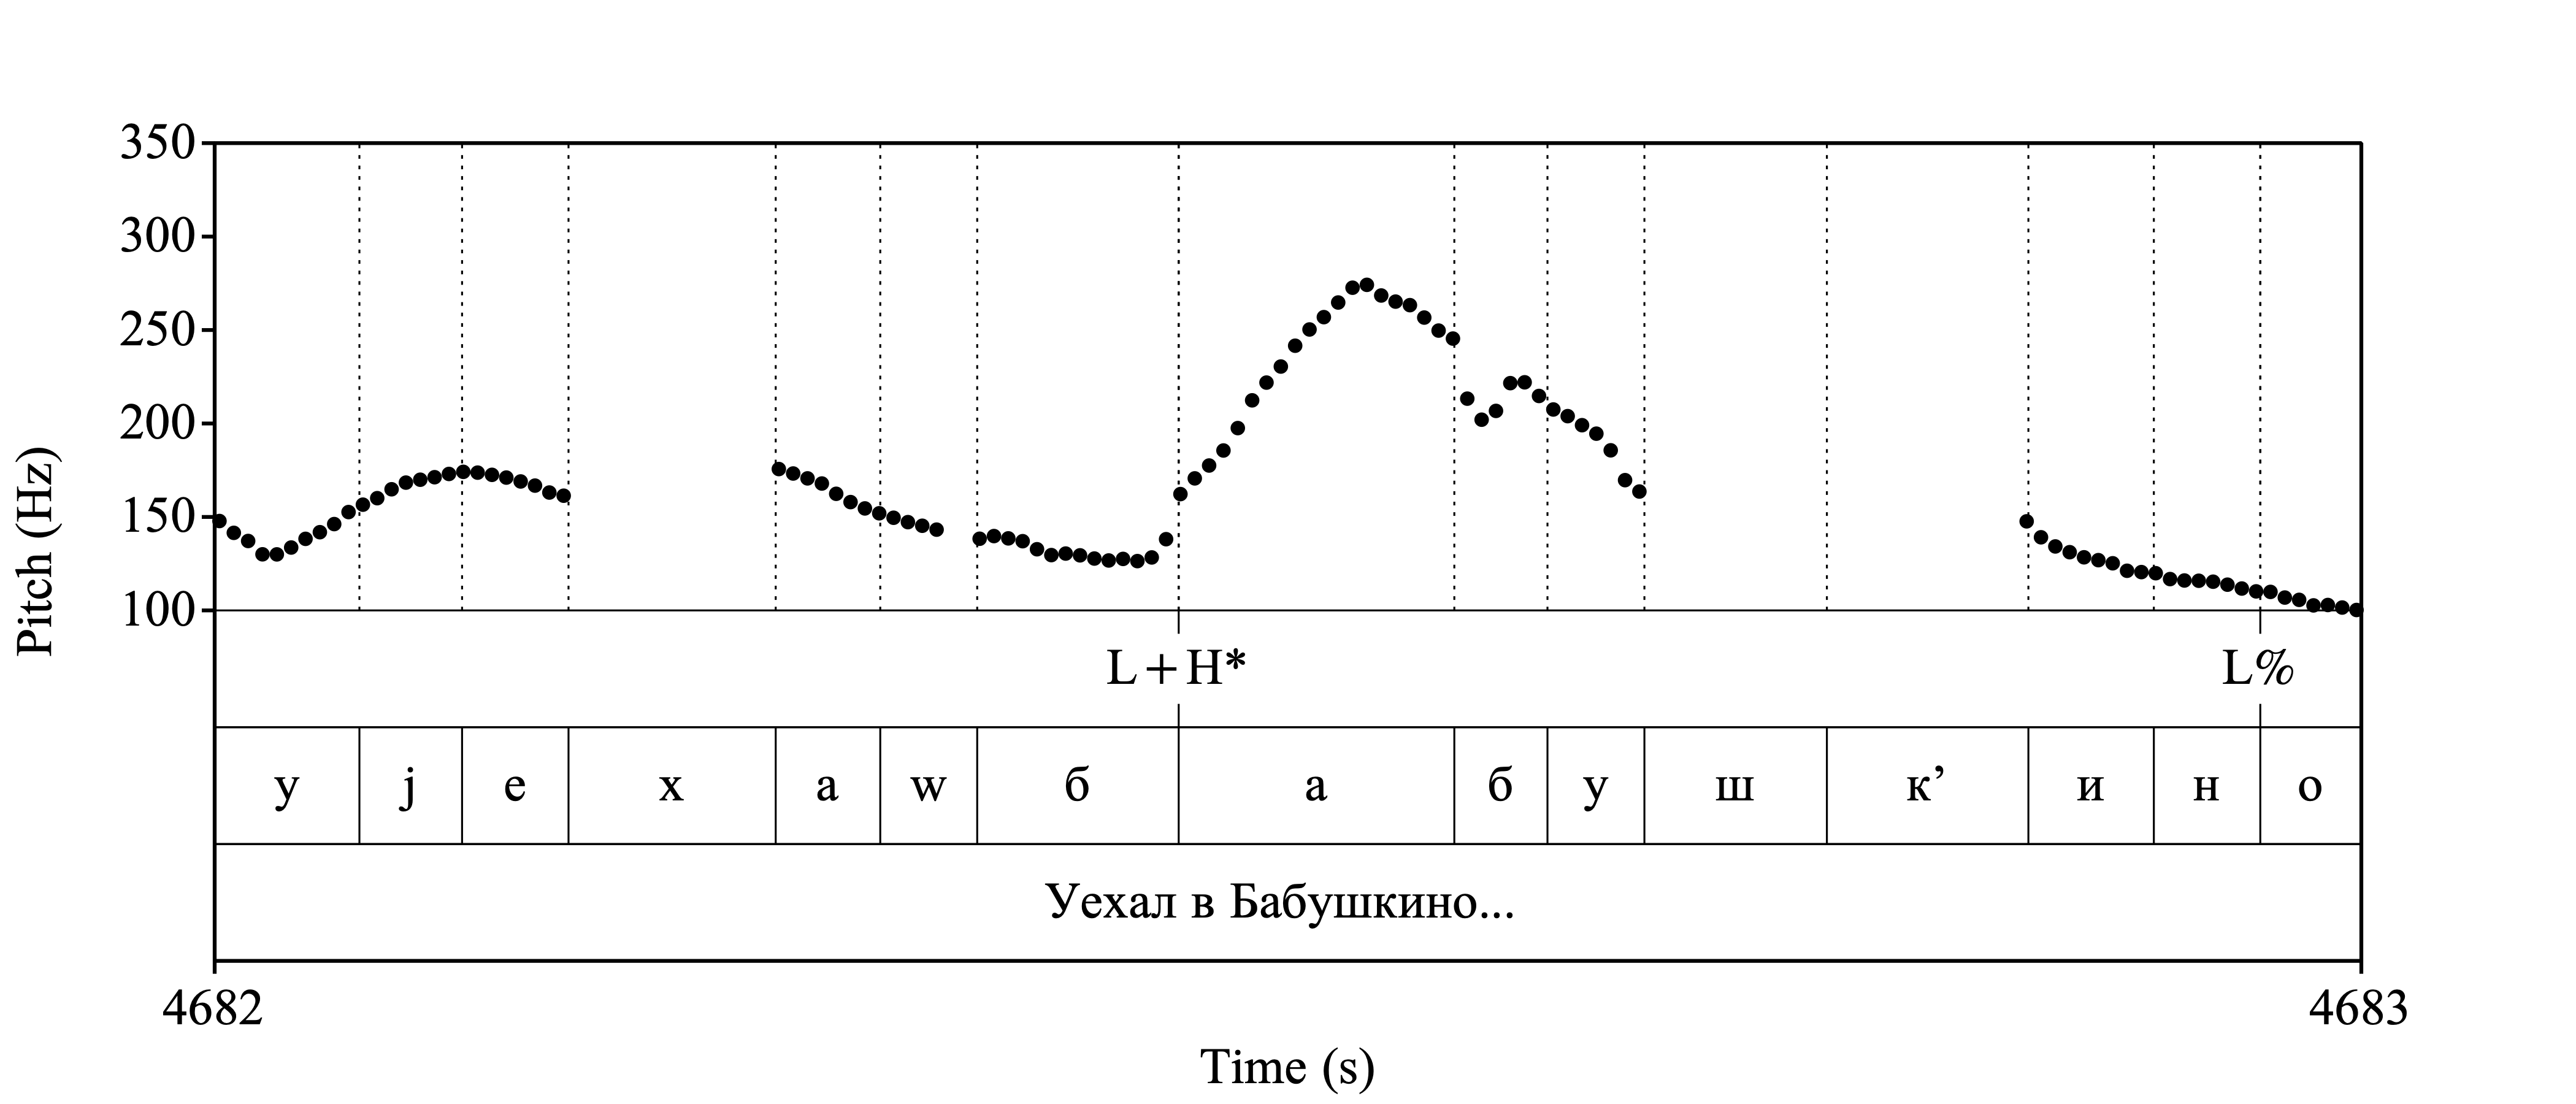 350
300
250
200
150
100
Pitch (Hz)
L+H* L%
у j е х а w б а б у ш к’ и н о
Уехал в Бабушкино...
4682 4683
Time (s)